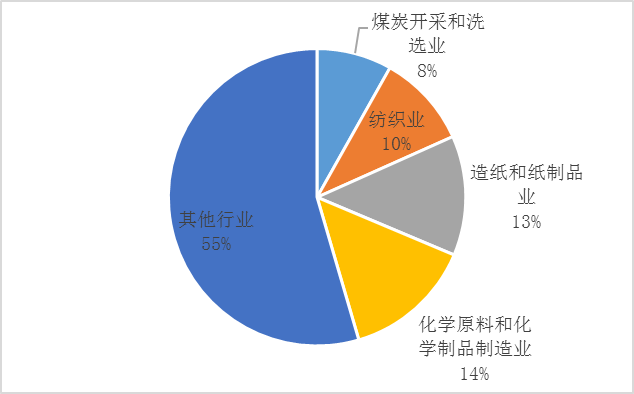 煤炭开采和洗
选业
8%
纺织业
10%
造纸和纸制品
业
13%
化学原料和化
学制品制造业
14%
其他行业
55%